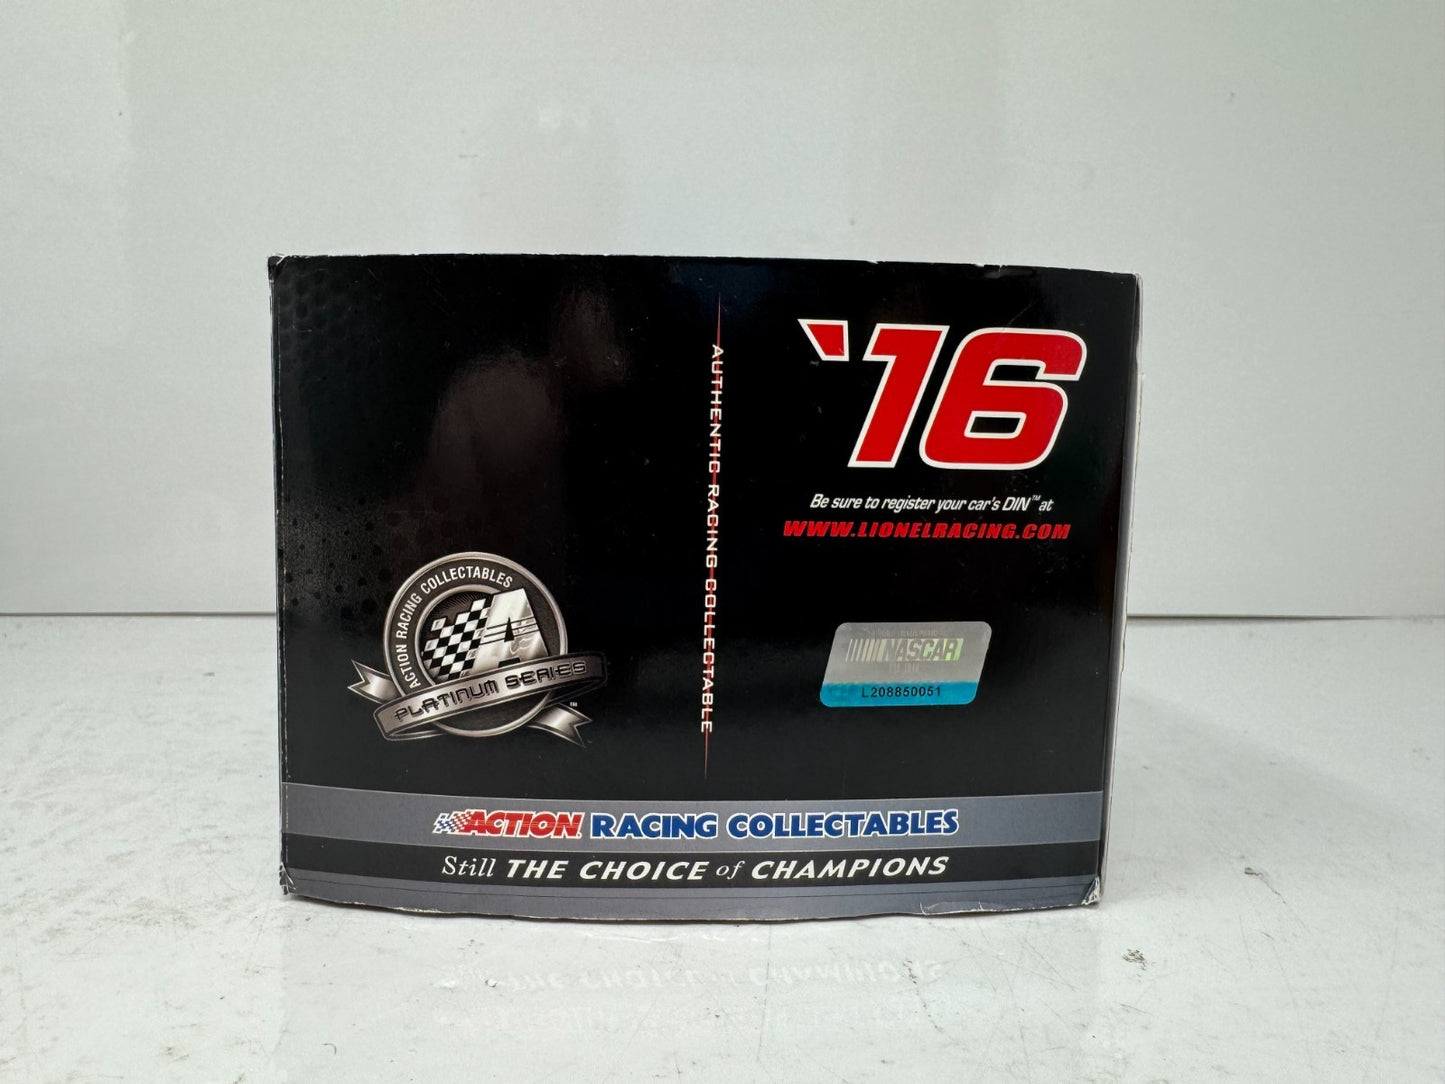 '16
Be sure to register your car's DIN™ at
WWW.LIONELRACING.COM
AUTHENTIC RACING COLLECTABLE
ACTION RACING COLLECTABLES
A
PLATINUM SERIES
™
NASCAR
L208850051
ACTION RACING COLLECTABLES
Still THE CHOICE of CHAMPIONS